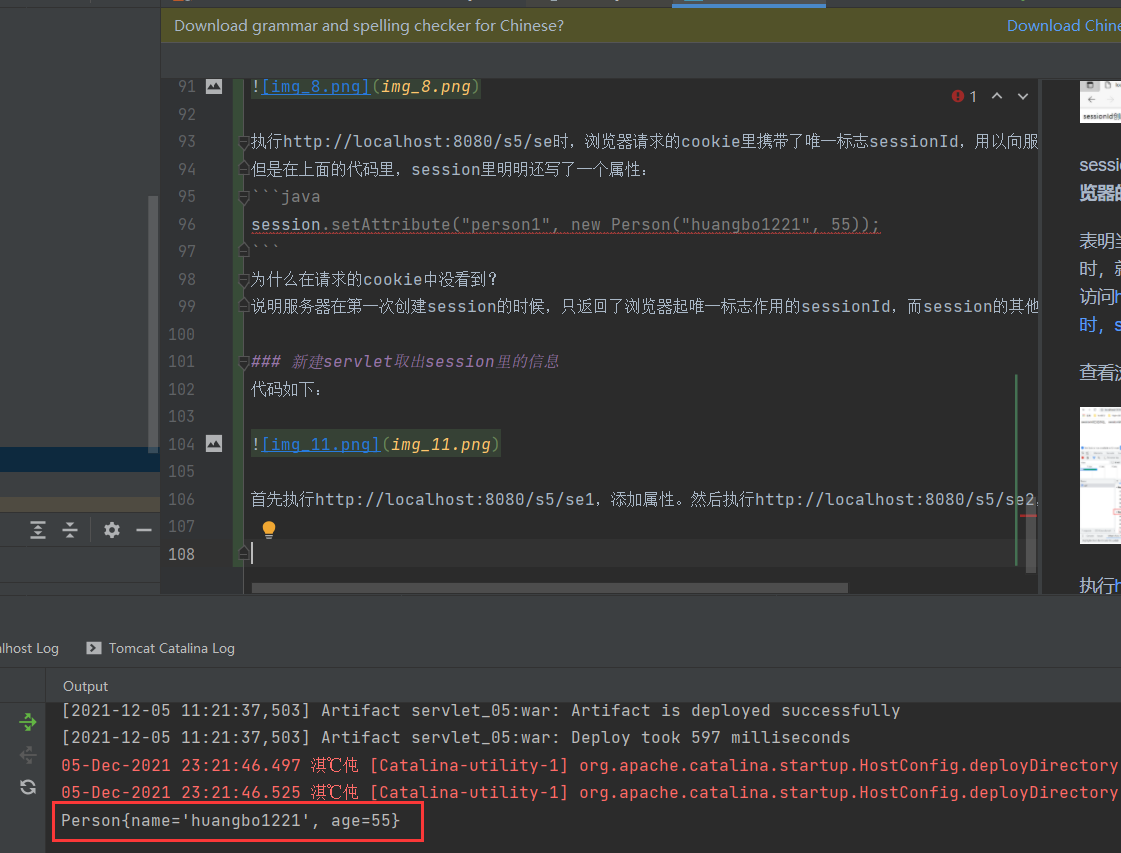 Download grammar and spelling checker for Chinese?
Download Chine
91 ![img_8.png](img_8.png)
1
92
93 执行http://localhost:8080/s5/se时，浏览器请求的cookie里携带了唯一标志sessionId，用以向服
94 但是在上面的代码里，session里明明还写了一个属性：
95 ```java
96 session.setAttribute("person1", new Person("huangbo1221", 55));
97 ```
98 为什么在请求的cookie中没看到？
99 说明服务器在第一次创建session的时候，只返回了浏览器起唯一标志作用的sessionId，而session的其他
100
101 ### 新建servlet取出session里的信息
102 代码如下：
103
104 ![img_11.png](img_11.png)
105
106 首先执行http://localhost:8080/s5/se1，添加属性。然后执行http://localhost:8080/s5/se2，
107
108
sessi
览器的
表明当
时，就
访问h
时，s
查看浏
执行h
lhost Log
Tomcat Catalina Log
Output
[2021-12-05 11:21:37,503] Artifact servlet_05:war: Artifact is deployed successfully
[2021-12-05 11:21:37,503] Artifact servlet_05:war: Deploy took 597 milliseconds
05-Dec-2021 23:21:46.497 淇℃伅 [Catalina-utility-1] org.apache.catalina.startup.HostConfig.deployDirectory
05-Dec-2021 23:21:46.525 淇℃伅 [Catalina-utility-1] org.apache.catalina.startup.HostConfig.deployDirectory
Person{name='huangbo1221', age=55}